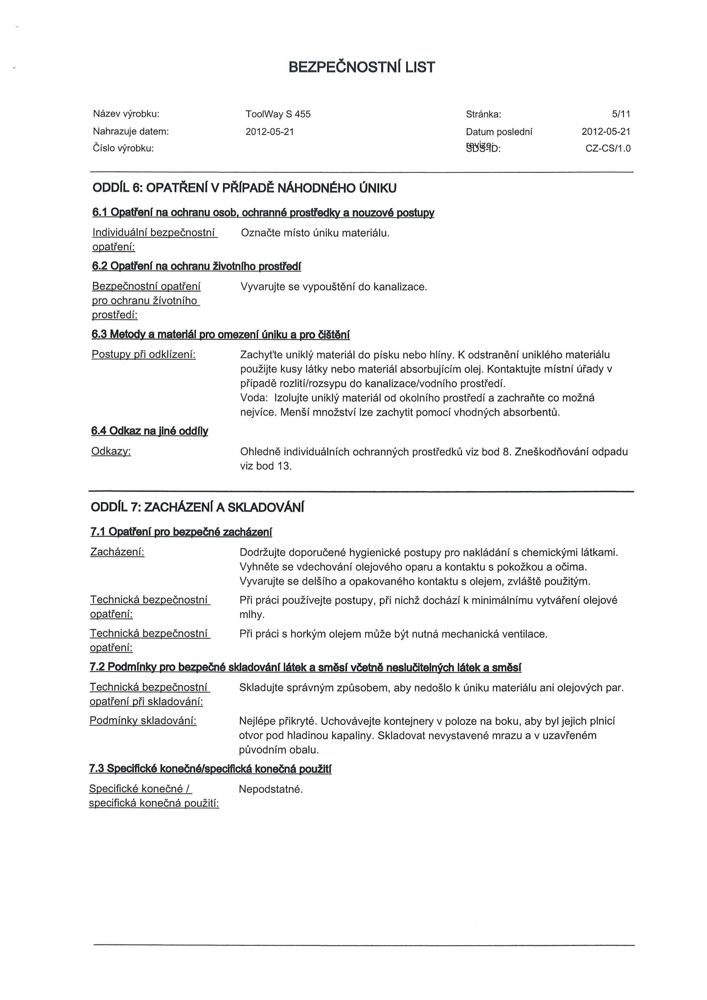 BEZPEČNOSTNÍ LIST
Název výrobku: ToolWay S 455 Stránka: 5/11
Nahrazuje datem: 2012-05-21 Datum poslední 2012-05-21
revize:
Číslo výrobku: SDS-ID: CZ-CS/1.0
ODDÍL 6: OPATŘENÍ V PŘÍPADĚ NÁHODNÉHO ÚNIKU
6.1 Opatření na ochranu osob, ochranné prostředky a nouzové postupy
Individuální bezpečnostní Označte místo úniku materiálu.
opatření:
6.2 Opatření na ochranu životního prostředí
Bezpečnostní opatření Vyvarujte se vypouštění do kanalizace.
pro ochranu žívotního
prostředí:
6.3 Metody a materiál pro omezení úniku a pro čištění
Postupy při odklízení: Zachyťte uniklý materiál do písku nebo hlíny. K odstranění uniklého materiálu
použijte kusy látky nebo materiál absorbujícím olej. Kontaktujte místní úřady v
případě rozlití/rozsypu do kanalizace/vodního prostředí.
Voda: Izolujte uniklý materiál od okolního prostředí a zachraňte co možná
nejvíce. Menší množství lze zachytit pomocí vhodných absorbentů.
6.4 Odkaz na jiné oddíly
Odkazy: Ohledně individuálních ochranných prostředků viz bod 8. Zneškodňování odpadu
viz bod 13.
ODDÍL 7: ZACHÁZENÍ A SKLADOVÁNÍ
7.1 Opatření pro bezpečné zacházení
Zacházení: Dodržujte doporučené hygienické postupy pro nakládání s chemickými látkami.
Vyhněte se vdechování olejového oparu a kontaktu s pokožkou a očima.
Vyvarujte se delšího a opakovaného kontaktu s olejem, zvláště použitým.
Technická bezpečnostní Při práci používejte postupy, při nichž dochází k minimálnímu vytváření olejové
opatření: mlhy.
Technická bezpečnostní Při práci s horkým olejem může být nutná mechanická ventilace.
opatření:
7.2 Podmínky pro bezpečné skladování látek a směsí včetně neslučitelných látek a směsí
Technická bezpečnostní Skladujte správným způsobem, aby nedošlo k úniku materiálu ani olejových par.
opatření při skladování:
Podmínky skladování: Nejlépe přikryté. Uchovávejte kontejnery v poloze na boku, aby byl jejich plnicí
otvor pod hladinou kapaliny. Skladovat nevystavené mrazu a v uzavřeném
původním obalu.
7.3 Specifické konečné/specifická konečná použití
Specifické konečné / Nepodstatné.
specifická konečná použití: